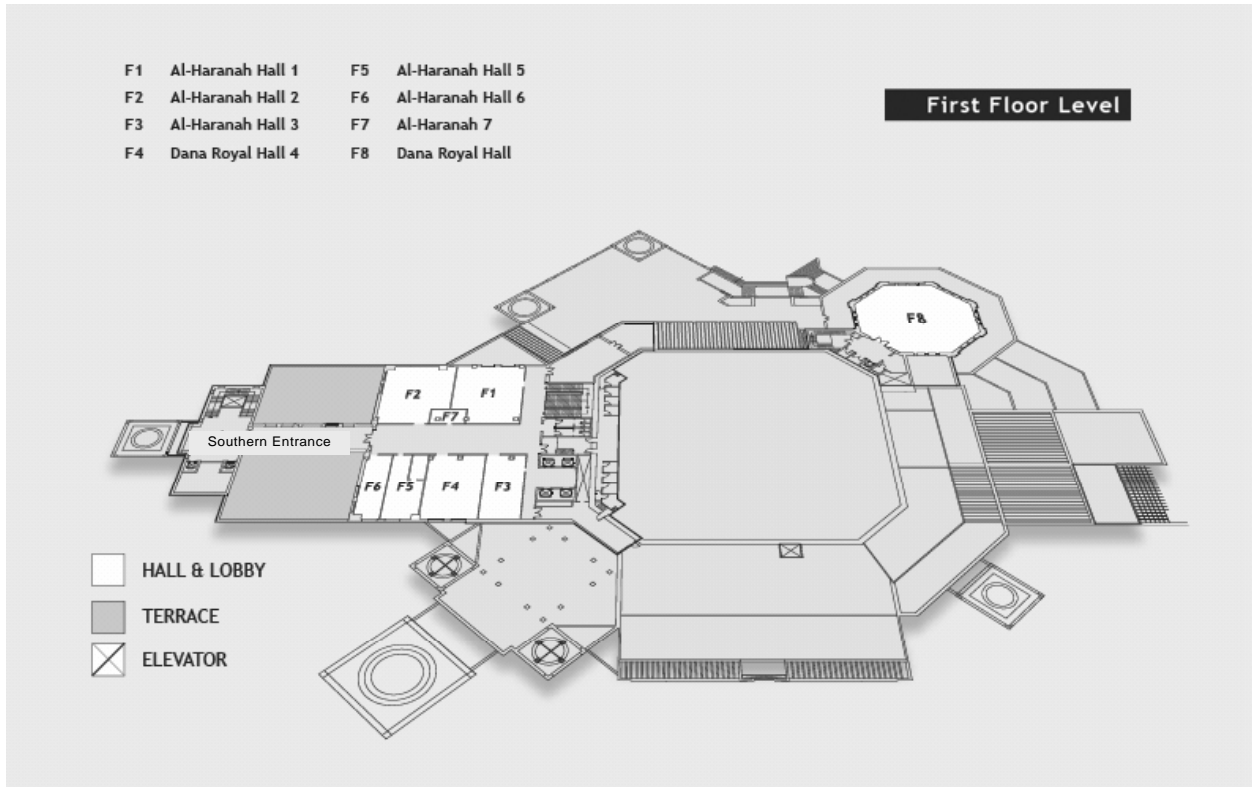 F1 Al-Haranah Hall 1 F5 Al-Haranah Hall 5
F2 Al-Haranah Hall 2 F6 Al-Haranah Hall 6
F3 Al-Haranah Hall 3 F7 Al-Haranah 7
F4 Dana Royal Hall 4 F8 Dana Royal Hall
First Floor Level
F8
F2 F1
F7
Southern Entrance
F6 F5 F4 F3
HALL & LOBBY
TERRACE
ELEVATOR